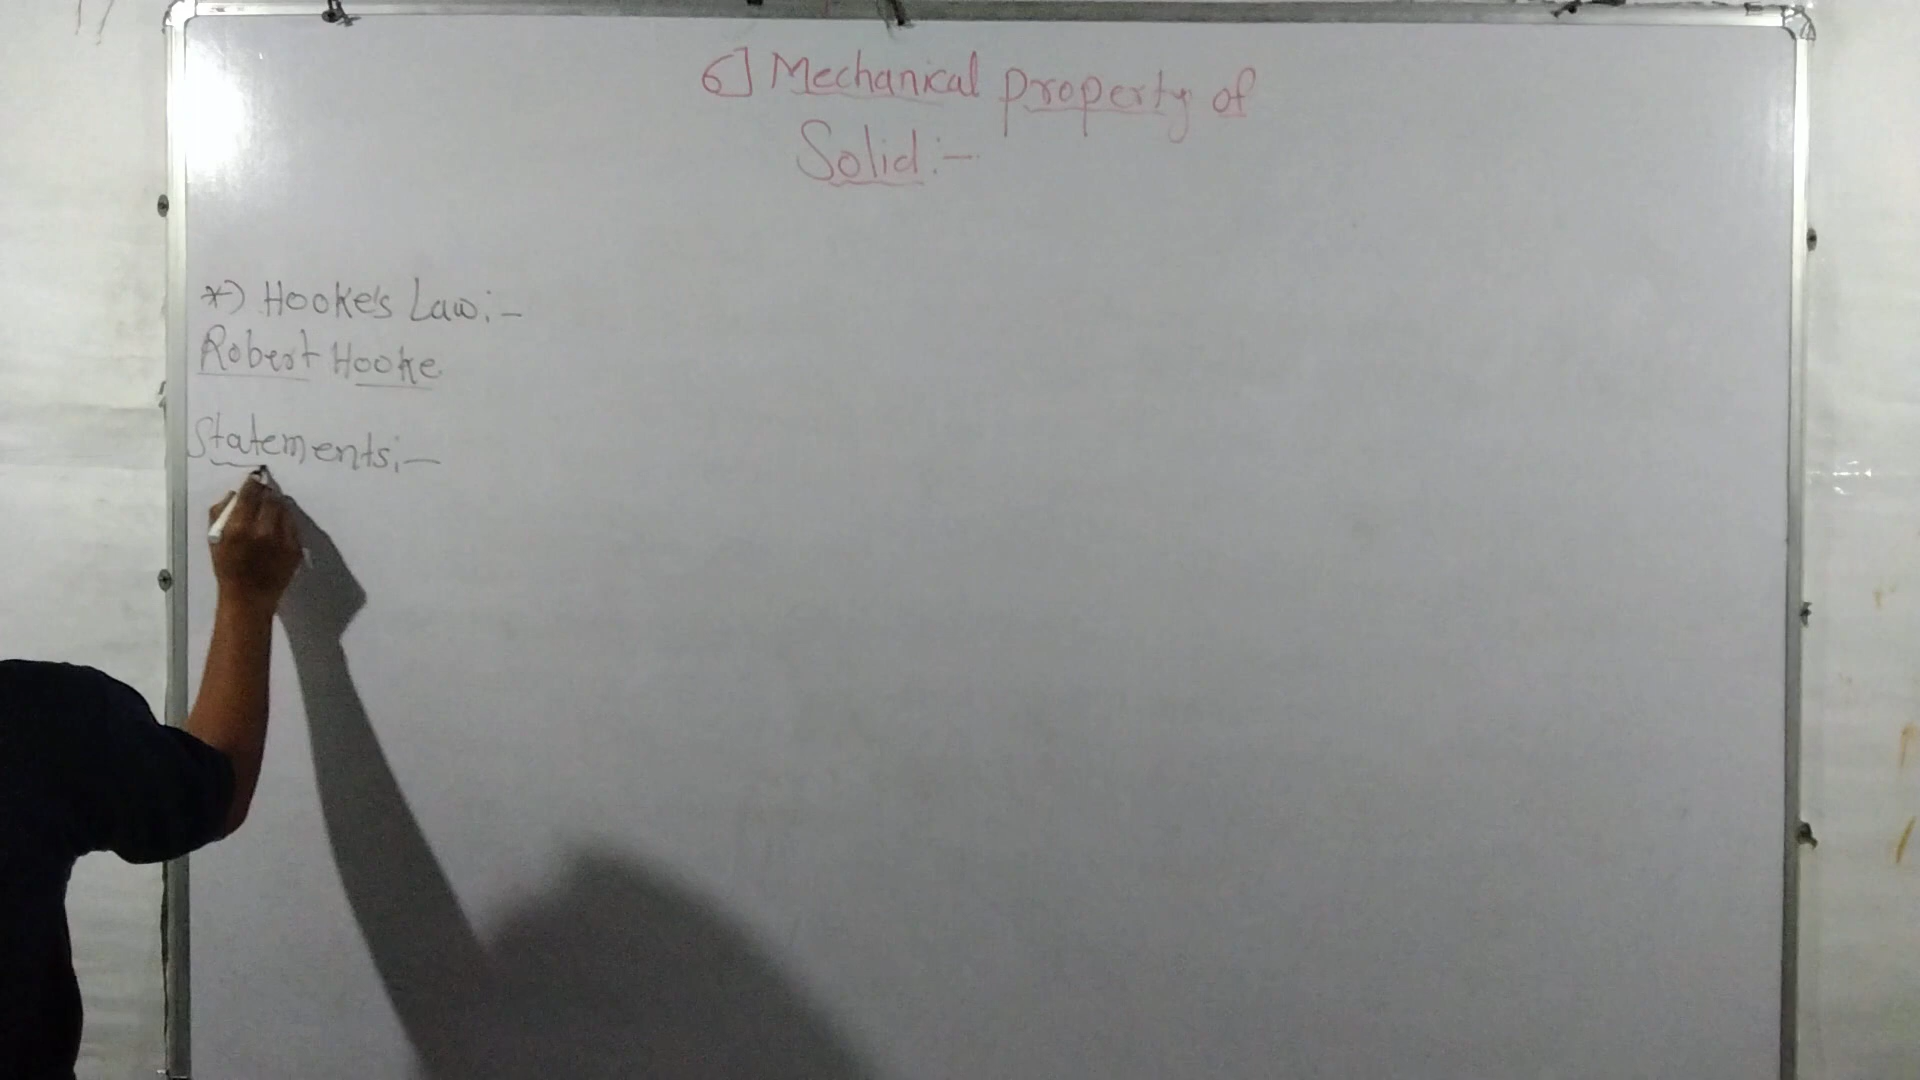 6] Mechanical property of
Solid:-
*) Hooke's Law:-
Robert Hooke
Statements:-